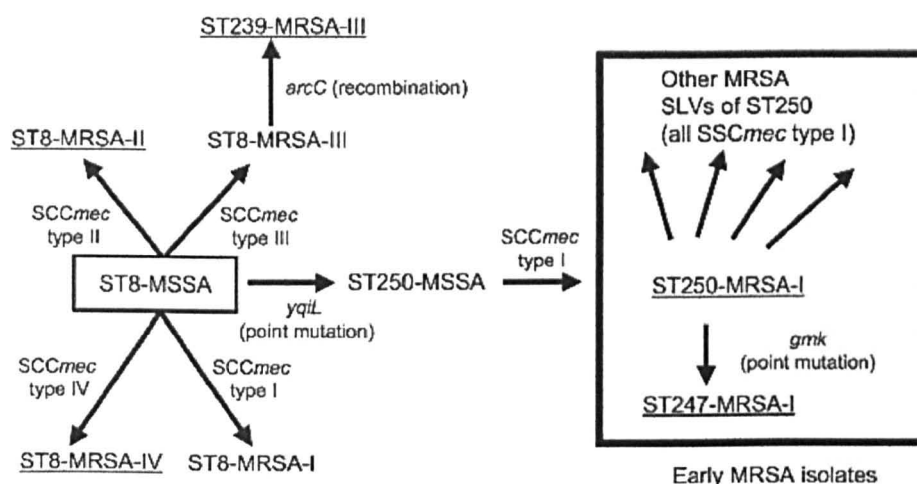 ST239-MRSA-III
arcC (recombination)
ST8-MRSA-II
ST8-MRSA-III
SCCmec
type II
SCCmec
type III
ST8-MSSA
yqiL
(point mutation)
ST250-MSSA
SCCmec
type I
SCCmec
type IV
SCCmec
type I
ST8-MRSA-IV
ST8-MRSA-I
Other MRSA
SLVs of ST250
(all SSCmec type I)
ST250-MRSA-I
gmk
(point mutation)
ST247-MRSA-I
Early MRSA isolates